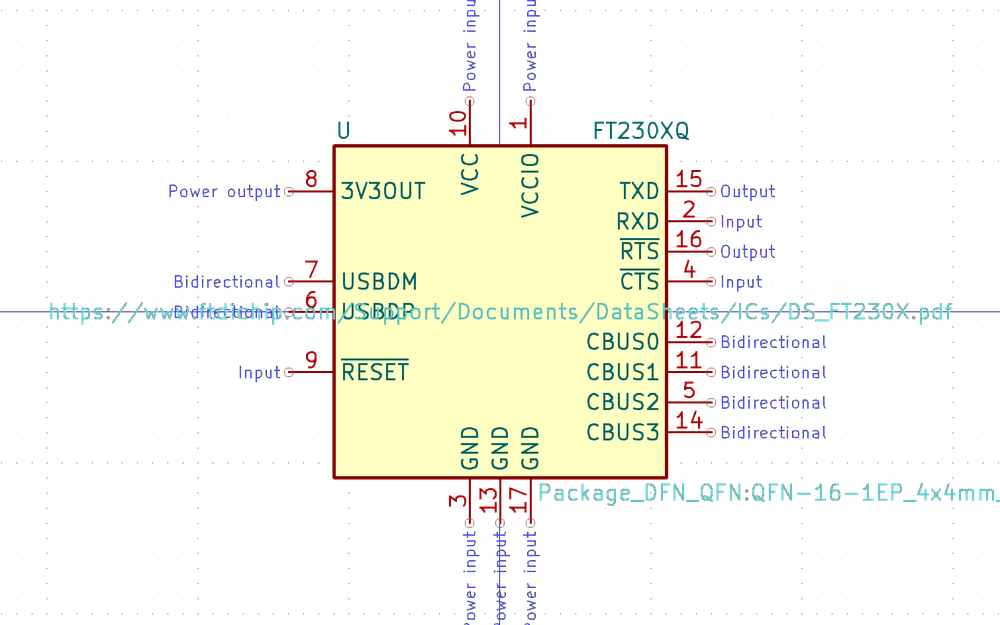 Power input
Power input
10
1
U
FT230XQ
VCC
VCCIO
Power output
8
3V3OUT
TXD
15
Output
RXD
2
Input
RTS
16
Output
Bidirectional
7
USBDM
CTS
4
Input
Bidirectional
6
USBDP
https://www.ftdichip.com/Support/Documents/DataSheets/ICs/DS_FT230X.pdf
CBUS0
12
Bidirectional
Input
9
RESET
CBUS1
11
Bidirectional
CBUS2
5
Bidirectional
CBUS3
14
Bidirectional
GND
GND
GND
3
13
17
Package_DFN_QFN:QFN-16-1EP_4x4mm_
Power input
Power input
Power input